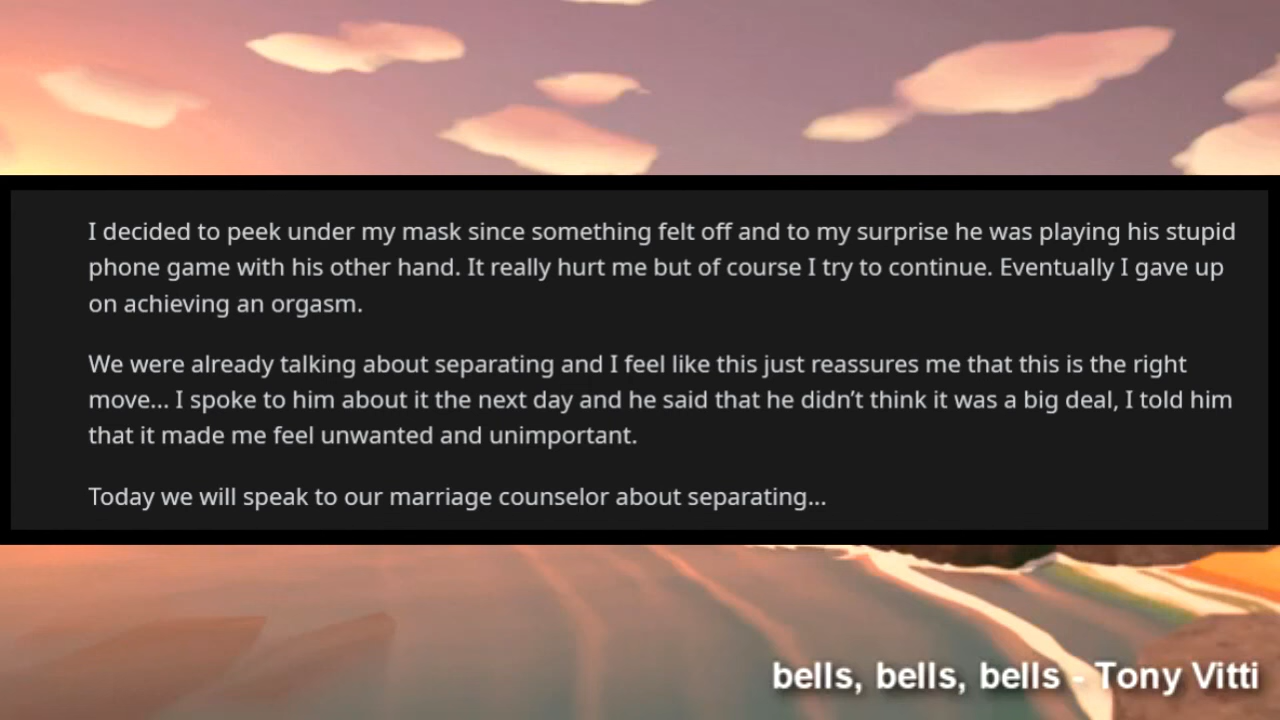 I decided to peek under my mask since something felt off and to my surprise he was playing his stupid
phone game with his other hand. It really hurt me but of course I try to continue. Eventually I gave up
on achieving an orgasm.
We were already talking about separating and I feel like this just reassures me that this is the right
move... I spoke to him about it the next day and he said that he didn’t think it was a big deal, I told him
that it made me feel unwanted and unimportant.
Today we will speak to our marriage counselor about separating...
bells, bells, bells - Tony Vitti